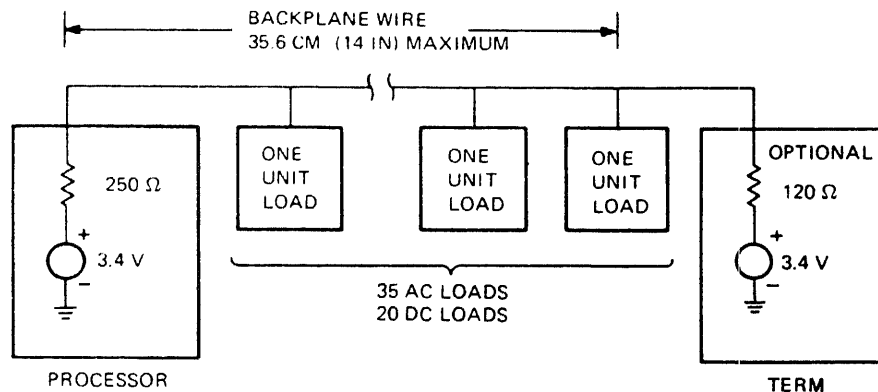 BACKPLANE WIRE
35.6 CM (14 IN) MAXIMUM
250 Ω
+
3.4 V
−
PROCESSOR
ONE
UNIT
LOAD
ONE
UNIT
LOAD
ONE
UNIT
LOAD
35 AC LOADS
20 DC LOADS
OPTIONAL
120 Ω
+
3.4 V
−
TERM